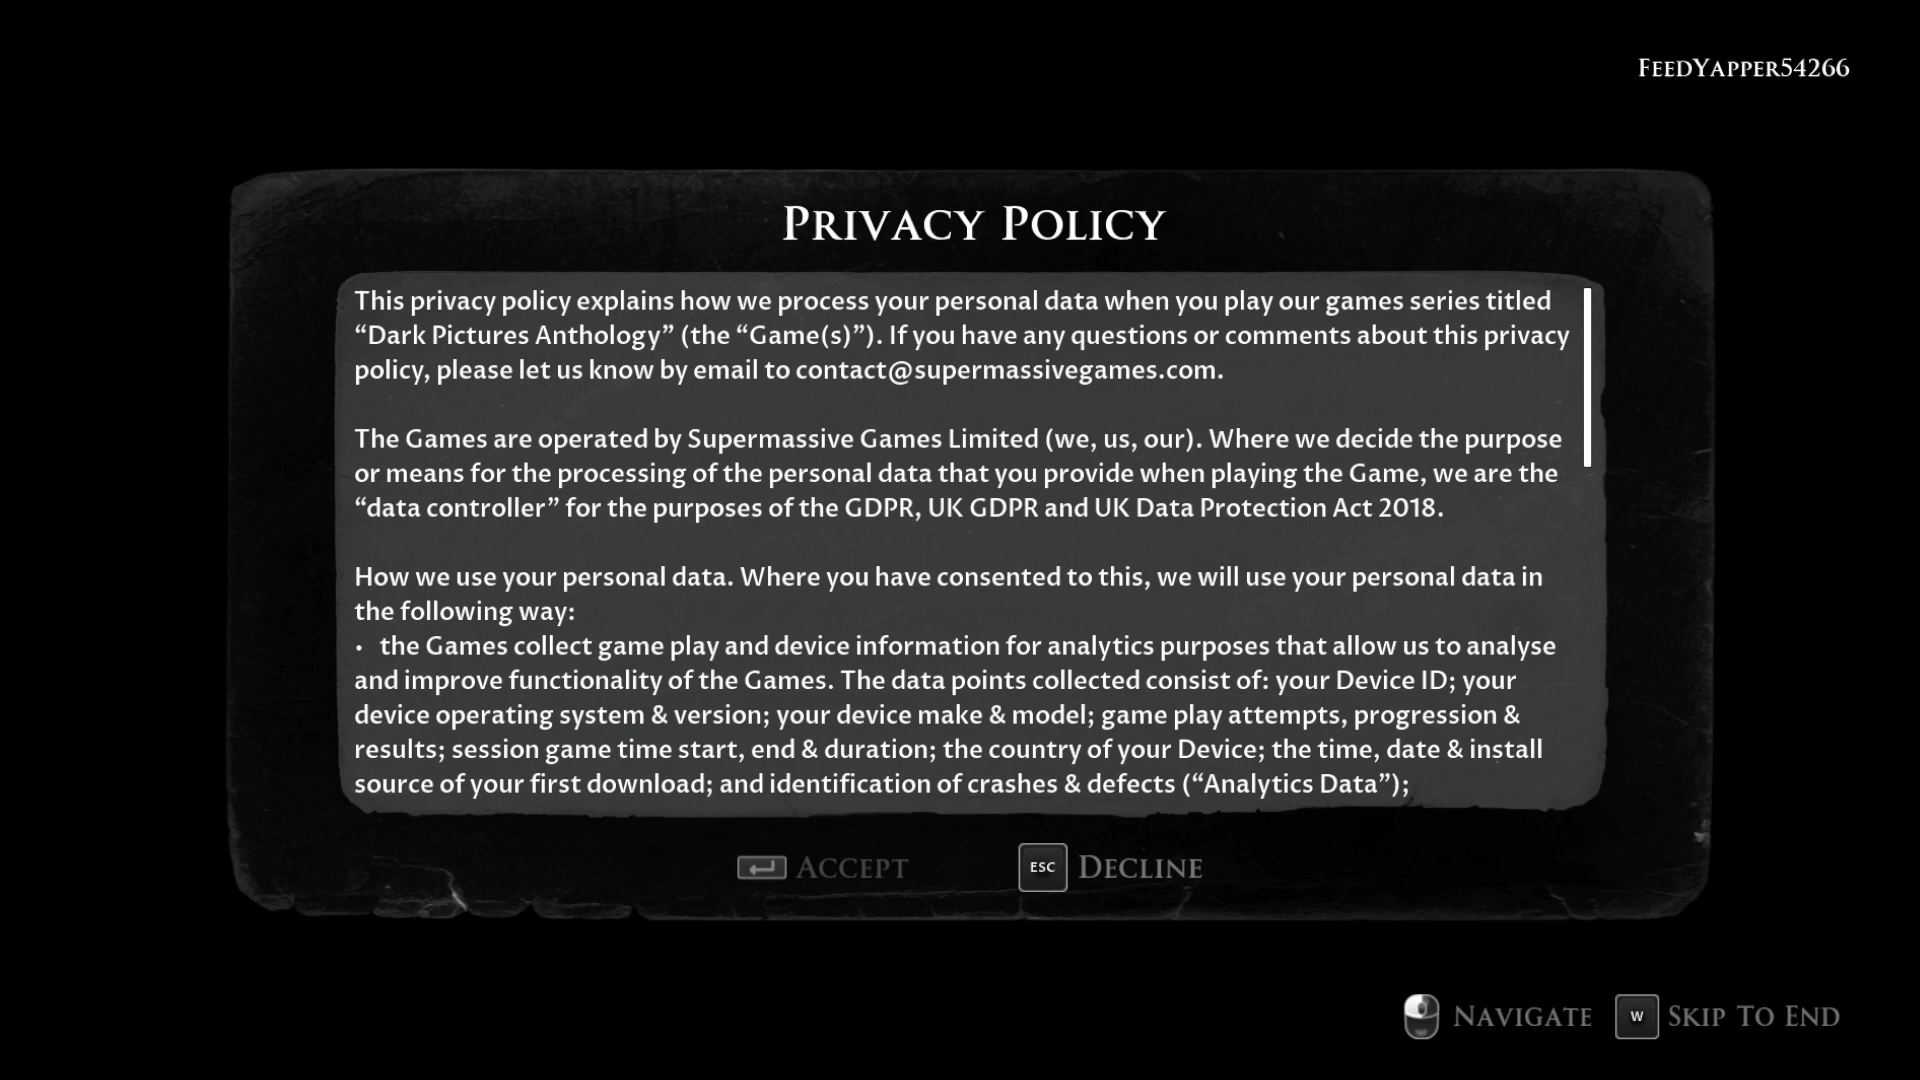 FeedYapper54266
Privacy Policy
This privacy policy explains how we process your personal data when you play our games series titled
“Dark Pictures Anthology” (the “Game(s)”). If you have any questions or comments about this privacy
policy, please let us know by email to contact@supermassivegames.com.
The Games are operated by Supermassive Games Limited (we, us, our). Where we decide the purpose
or means for the processing of the personal data that you provide when playing the Game, we are the
“data controller” for the purposes of the GDPR, UK GDPR and UK Data Protection Act 2018.
How we use your personal data. Where you have consented to this, we will use your personal data in
the following way:
• the Games collect game play and device information for analytics purposes that allow us to analyse
and improve functionality of the Games. The data points collected consist of: your Device ID; your
device operating system & version; your device make & model; game play attempts, progression &
results; session game time start, end & duration; the country of your Device; the time, date & install
source of your first download; and identification of crashes & defects (“Analytics Data”);
Accept
ESC Decline
Navigate
W Skip To End